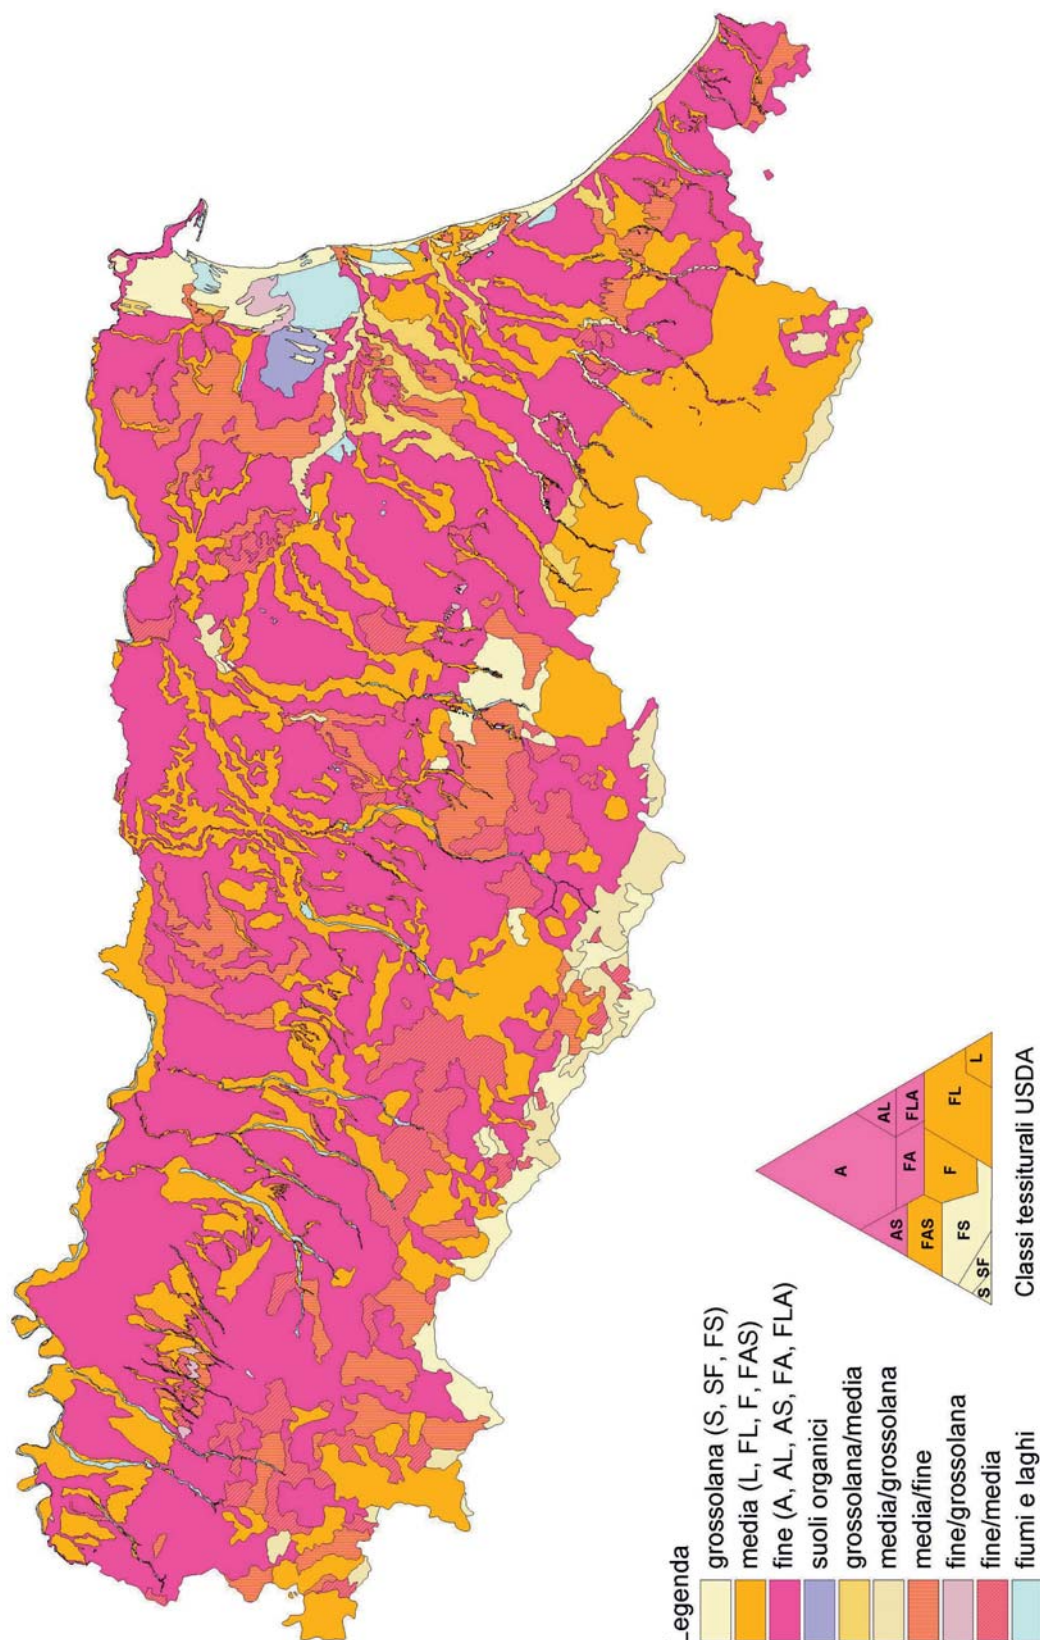 Legenda
grossolana (S, SF, FS)
media (L, FL, F, FAS)
fine (A, AL, AS, FA, FLA)
suoli organici
grossolana/media
media/grossolana
media/fine
fine/grossolana
fine/media
fiumi e laghi
A
AS
FA
AL
FLA
FAS
F
FL
FS
S
SF
L
Classi tessiturali USDA